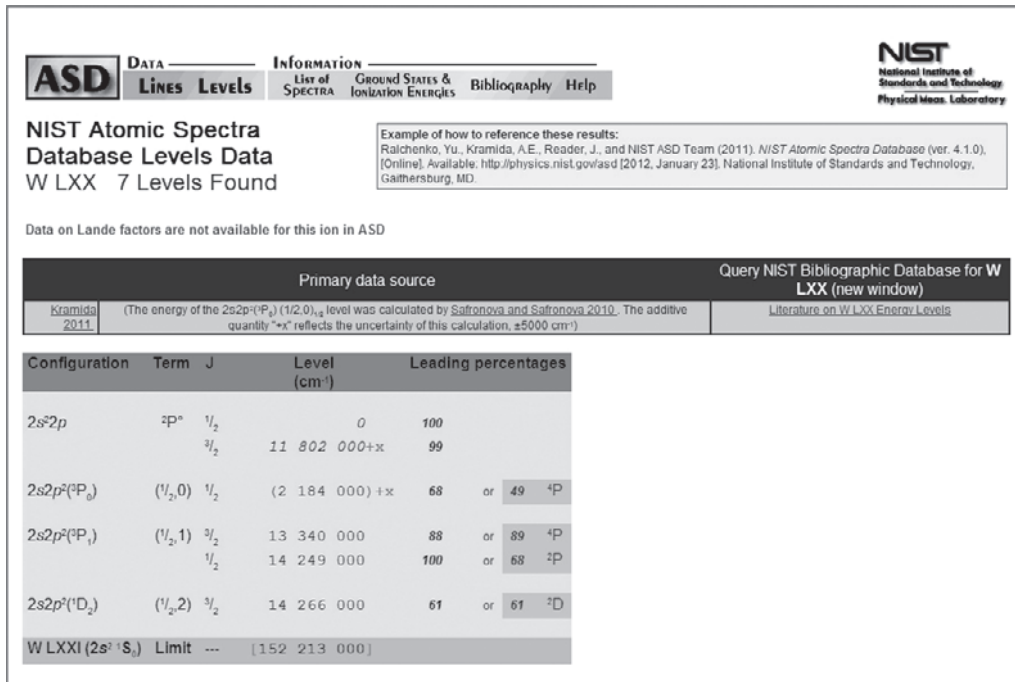 ASD
DATA
LINES LEVELS
INFORMATION
List of SPECTRA
GROUND STATES & IONIZATION ENERGIES
Bibliography Help
NIST
National Institute of
Standards and Technology
Physical Meas. Laboratory
NIST Atomic Spectra
Database Levels Data
W LXX 7 Levels Found
Example of how to reference these results:
Ralchenko, Yu., Kramida, A.E., Reader, J., and NIST ASD Team (2011). NIST Atomic Spectra Database (ver. 4.1.0),
[Online]. Available: http://physics.nist.gov/asd [2012, January 23]. National Institute of Standards and Technology,
Gaithersburg, MD.
Data on Lande factors are not available for this ion in ASD
Primary data source
Query NIST Bibliographic Database for W
LXX (new window)
Kramida
2011
(The energy of the 2s2p²(³P₀) (1/2,0)₁/₂ level was calculated by Safronova and Safronova 2010 . The additive
quantity "+x" reflects the uncertainty of this calculation, ±5000 cm⁻¹)
Literature on W LXX Energy Levels
Configuration Term J Level Leading percentages
(cm⁻¹)
2s²2p ²P° ¹/₂ 0 100
³/₂ 11 802 000+x 99
2s2p²(³P₀) (¹/₂,0) ¹/₂ (2 184 000)+x 68 or 49 ⁴P
2s2p²(³P₁) (¹/₂,1) ³/₂ 13 340 000 88 or 89 ⁴P
¹/₂ 14 249 000 100 or 68 ²P
2s2p²(¹D₂) (¹/₂,2) ³/₂ 14 266 000 61 or 61 ²D
W LXXI (2s² ¹S₀) Limit --- [152 213 000]